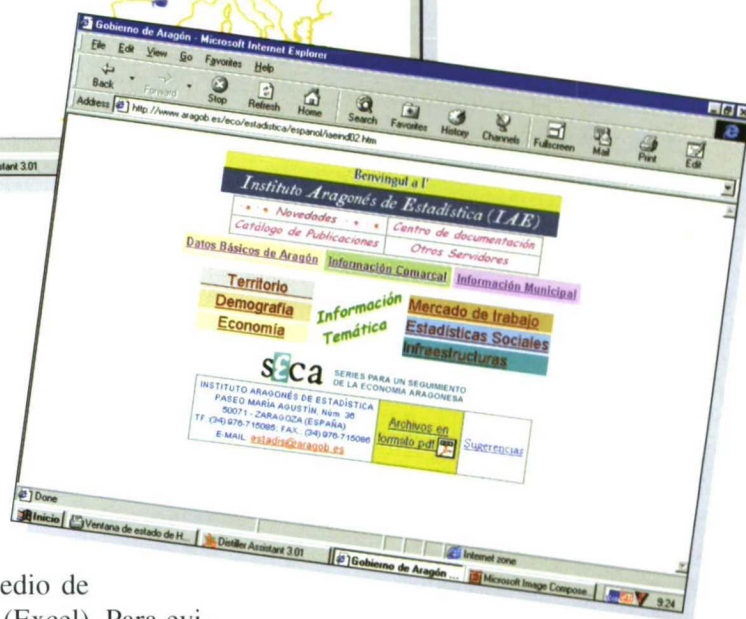 Gobierno de Aragón - Microsoft Internet Explorer
File Edit View Go Favorites Help
Back Forward Stop Refresh Home Search Favorites History Channels Fullscreen Mail Print Edit
Address http://www.aragob.es/eco/estadistica/espanol/iaeind02.htm
stant 3.01
Benvingut a l'
Instituto Aragonés de Estadística (IAE)
Novedades Centro de documentación
Catálogo de Publicaciones Otros Servidores
Datos Básicos de Aragón Información Comarcal Información Municipal
Territorio
Demografía
Economía
Información
Temática
Mercado de trabajo
Estadísticas Sociales
Infraestructuras
seca SERIES PARA UN SEGUIMIENTO
DE LA ECONOMIA ARAGONESA
INSTITUTO ARAGONÉS DE ESTADÍSTICA
PASEO MARÍA AGUSTÍN, Núm 36
50071 - ZARAGOZA (ESPAÑA)
TF. (34) 976-715086; FAX.: (34) 976-715086
E-MAIL: estadis@aragob.es
Archivos en
formato pdf
Sugerencias
Done Internet zone
Inicio Ventana de estado de H... Distiller Assistant 3.01 Gobierno de Aragón ... Microsoft Image Compose... 9:24
edio de
(Excel). Para evi-